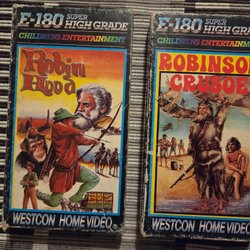 E-180 SUPER HIGH GRADE
CHILDRENS ENTERTAINMENT
Robin
Hood
WESTCON HOME VIDEO
E-180 SUPER HIGH GRADE
CHILDRENS ENTERTAINM
ROBINSON
CRUSOE
WESTCON HOME VIDEO